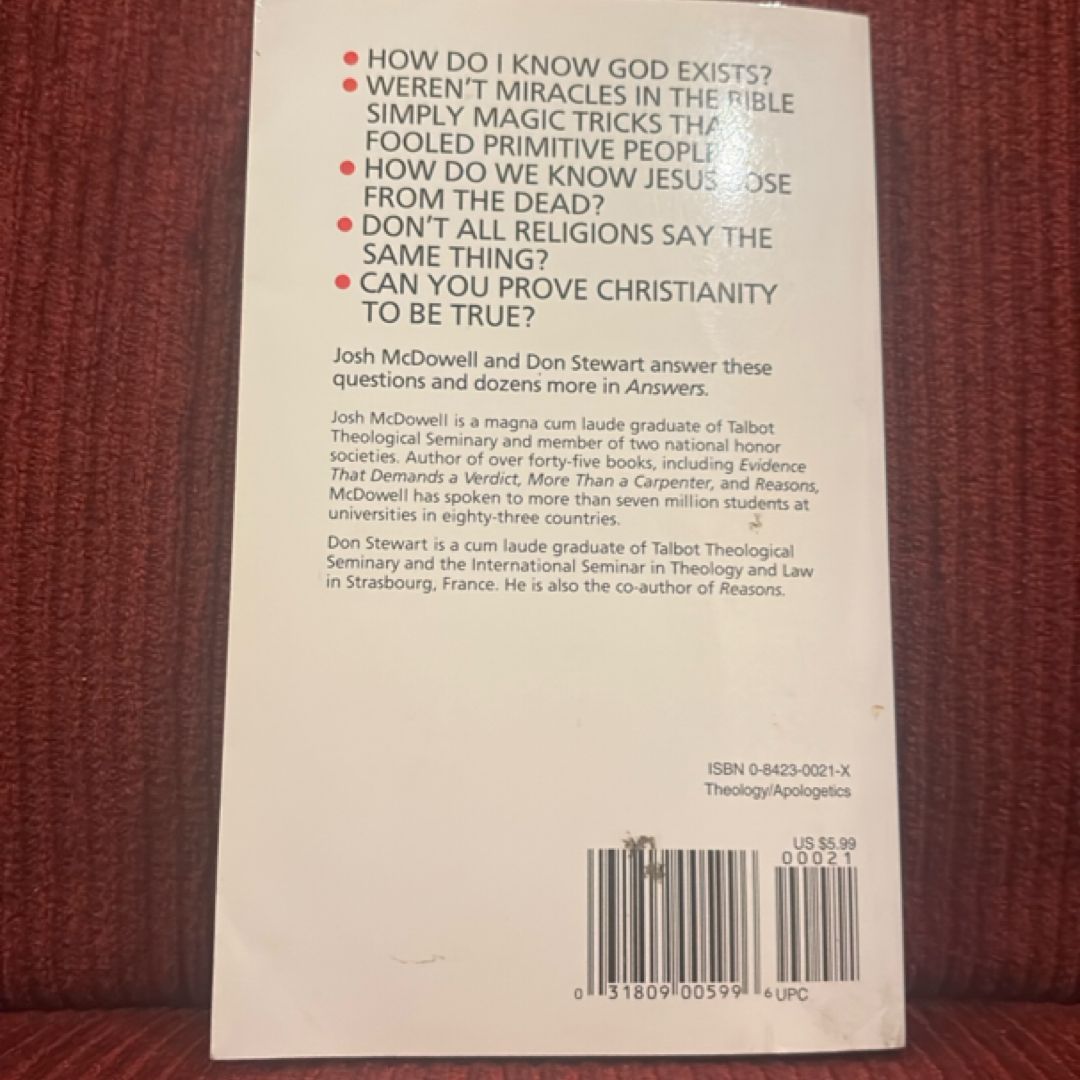 • HOW DO I KNOW GOD EXISTS?
• WEREN'T MIRACLES IN THE BIBLE
SIMPLY MAGIC TRICKS THAT
FOOLED PRIMITIVE PEOPLE
• HOW DO WE KNOW JESUS ROSE
FROM THE DEAD?
• DON'T ALL RELIGIONS SAY THE
SAME THING?
• CAN YOU PROVE CHRISTIANITY
TO BE TRUE?
Josh McDowell and Don Stewart answer these
questions and dozens more in Answers.
Josh McDowell is a magna cum laude graduate of Talbot
Theological Seminary and member of two national honor
societies. Author of over forty-five books, including Evidence
That Demands a Verdict, More Than a Carpenter, and Reasons,
McDowell has spoken to more than seven million students at
universities in eighty-three countries.
Don Stewart is a cum laude graduate of Talbot Theological
Seminary and the International Seminar in Theology and Law
in Strasbourg, France. He is also the co-author of Reasons.
ISBN 0-8423-0021-X
Theology/Apologetics
US $5.99
00021
0 31809 00599 6 UPC